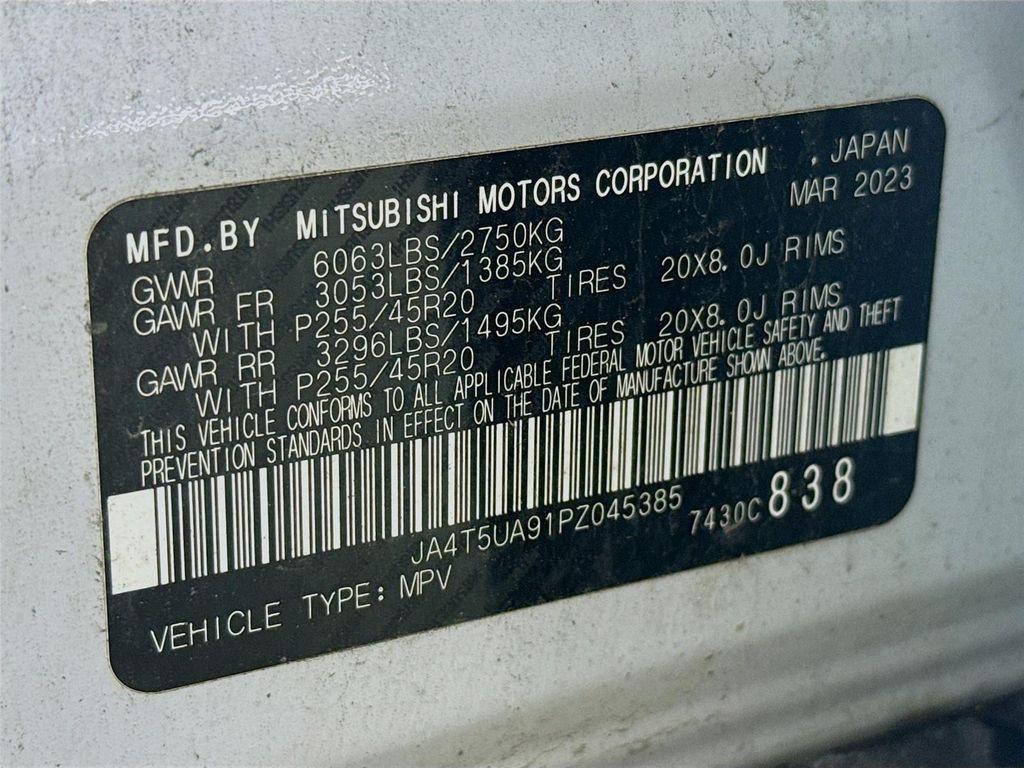 MFD.BY MiTSUBISHI MOTORS CORPORATION . JAPAN
MAR 2023
GVWR 6063LBS/2750KG
GAWR FR 3053LBS/1385KG
WITH P255/45R20 TIRES 20X8.0J RIMS
GAWR RR 3296LBS/1495KG
WITH P255/45R20 TIRES 20X8.0J RIMS
THIS VEHICLE CONFORMS TO ALL APPLICABLE FEDERAL MOTOR VEHICLE SAFETY AND THEFT
PREVENTION STANDARDS IN EFFECT ON THE DATE OF MANUFACTURE SHOWN ABOVE.
JA4T5UA91PZ045385 7430C 838
VEHICLE TYPE: MPV